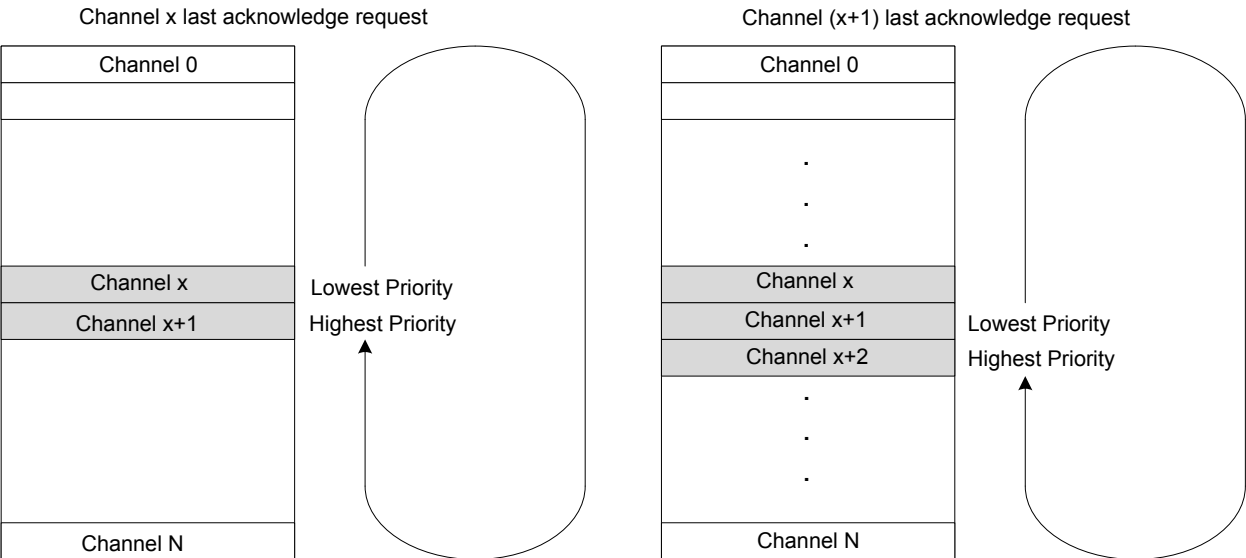 Channel x last acknowledge request
Channel 0
Channel x
Lowest Priority
Channel x+1
Highest Priority
Channel N
Channel (x+1) last acknowledge request
Channel 0
.
.
.
Channel x
Channel x+1
Lowest Priority
Channel x+2
Highest Priority
.
.
.
Channel N